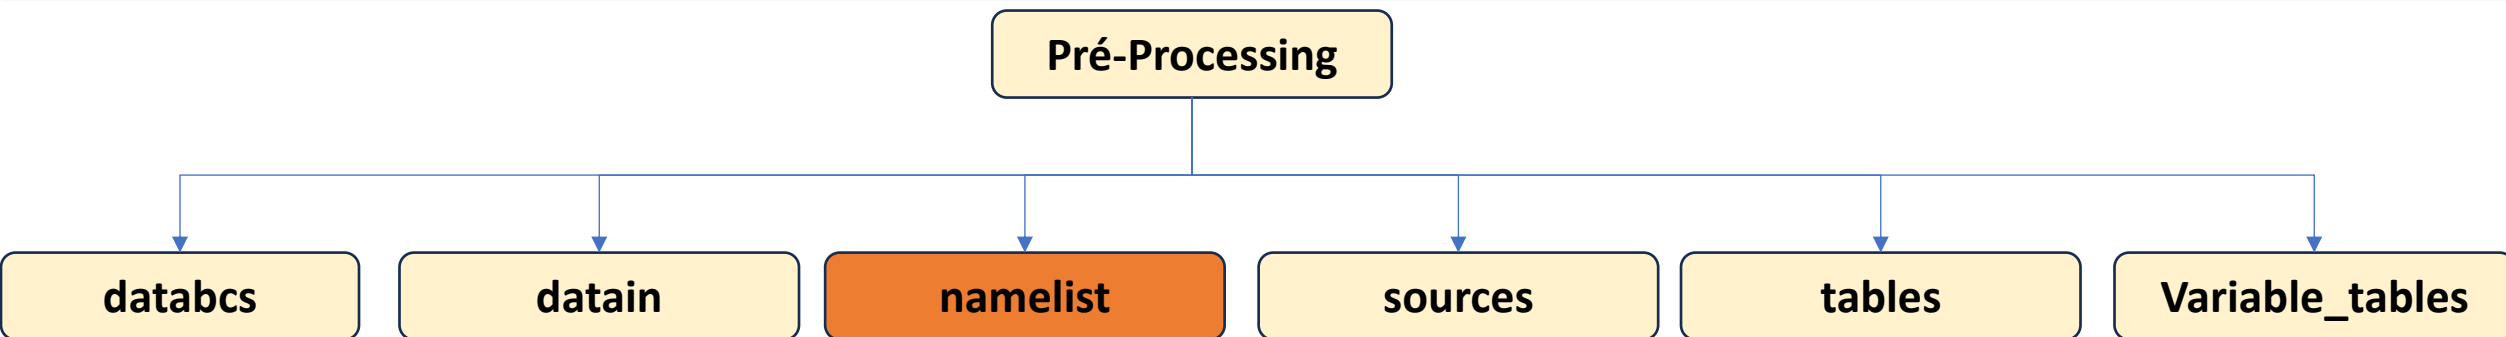 Pré-Processing
databcs
datain
namelist
sources
tables
Variable_tables